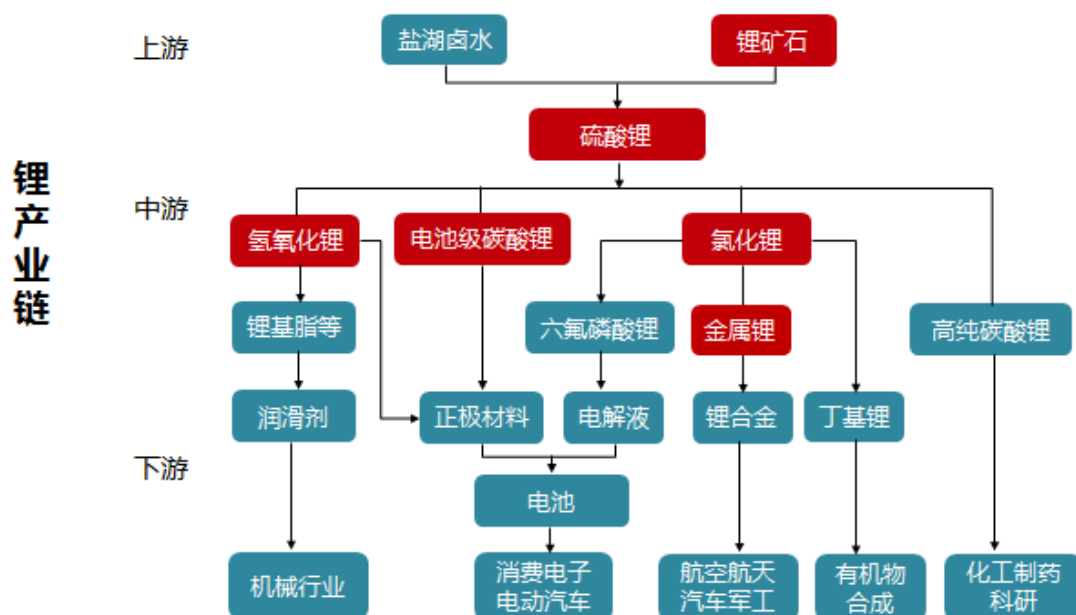 锂产业链
上游
盐湖卤水
锂矿石
硫酸锂
中游
氢氧化锂
电池级碳酸锂
氯化锂
锂基脂等
六氟磷酸锂
金属锂
高纯碳酸锂
润滑剂
正极材料
电解液
锂合金
丁基锂
下游
电池
机械行业
消费电子
电动汽车
航空航天
汽车军工
有机物
合成
化工制药
科研